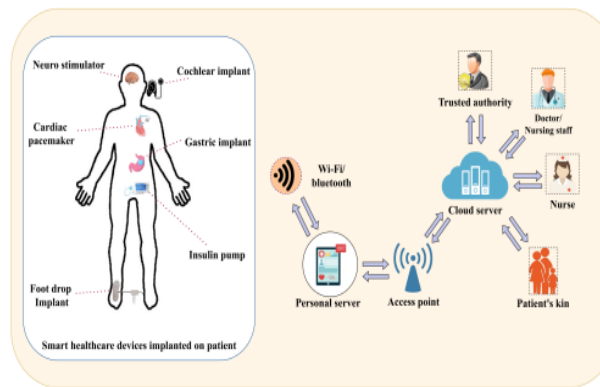 Neuro stimulator
Cochlear implant
Cardiac
pacemaker
Gastric implant
Insulin pump
Foot drop
Implant
Smart healthcare devices implanted on patient
Wi-Fi/
bluetooth
Personal server
Access point
Trusted authority
Doctor/
Nursing staff
Cloud server
Nurse
Patient's kin